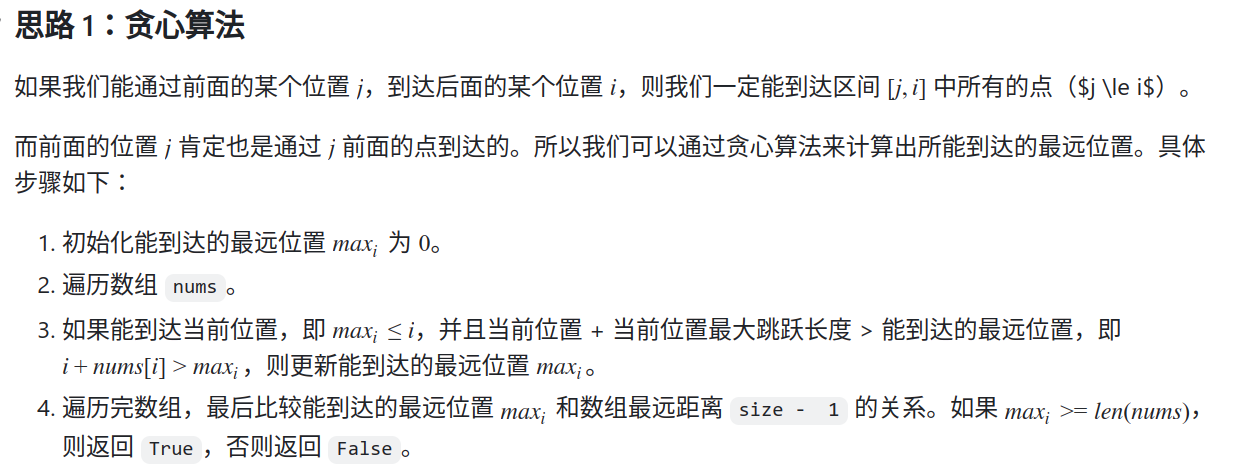 思路 1：贪心算法
如果我们能通过前面的某个位置 j，到达后面的某个位置 i，则我们一定能到达区间 [j, i] 中所有的点（$j \le i$）。
而前面的位置 j 肯定也是通过 j 前面的点到达的。所以我们可以通过贪心算法来计算出所能到达的最远位置。具体
步骤如下：
1. 初始化能到达的最远位置 max_i 为 0。
2. 遍历数组 nums。
3. 如果能到达当前位置，即 max_i ≤ i，并且当前位置 + 当前位置最大跳跃长度 > 能到达的最远位置，即
i + nums[i] > max_i，则更新能到达的最远位置 max_i。
4. 遍历完数组，最后比较能到达的最远位置 max_i 和数组最远距离 size - 1 的关系。如果 max_i >= len(nums)，
则返回 True，否则返回 False。